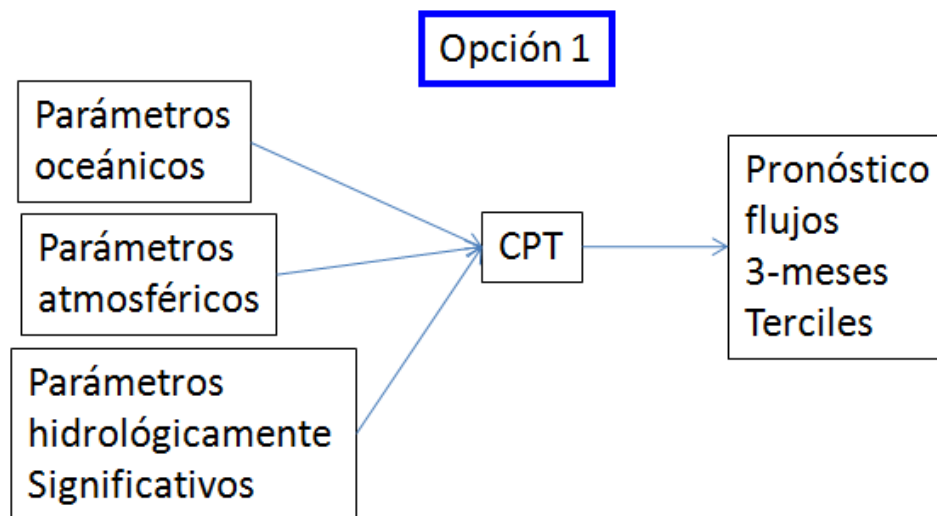 Opción 1
Parámetros
oceánicos
Parámetros
atmosféricos
Parámetros
hidrológicamente
Significativos
CPT
Pronóstico
flujos
3-meses
Terciles